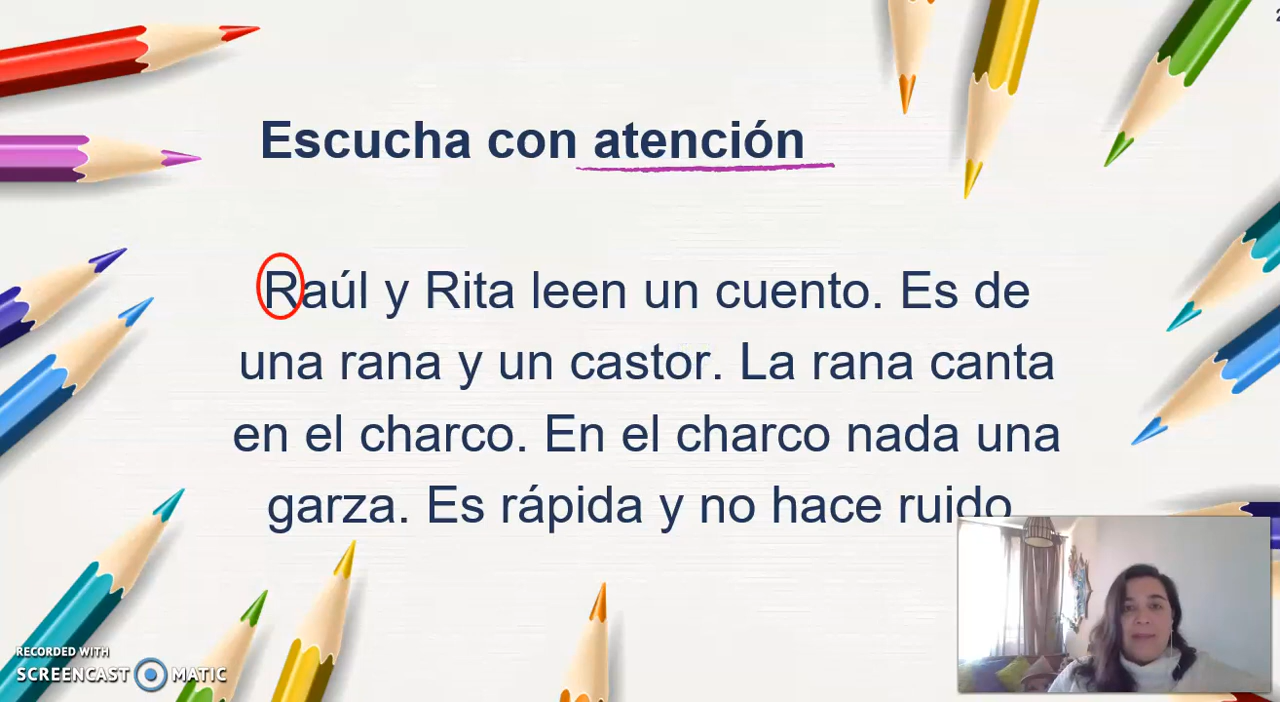 Escucha con atención
Raúl y Rita leen un cuento. Es de
una rana y un castor. La rana canta
en el charco. En el charco nada una
garza. Es rápida y no hace ruido
RECORDED WITH
SCREENCAST MATIC